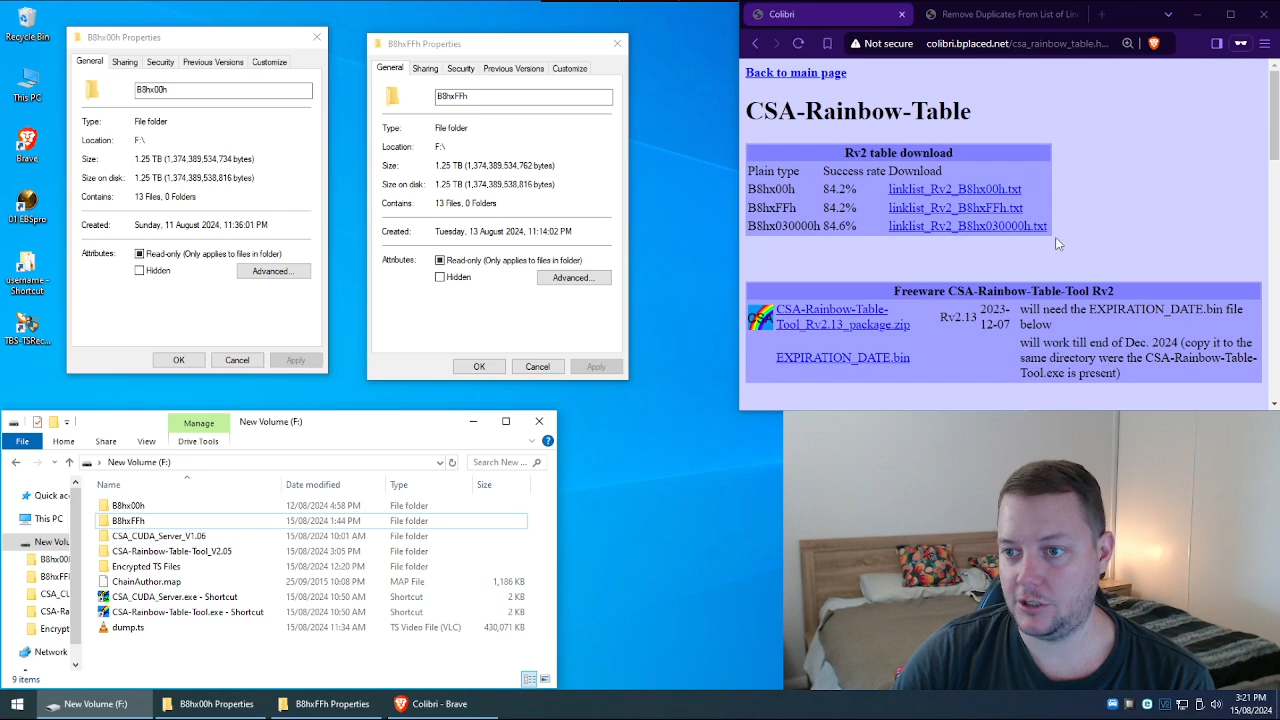 Recycle Bin
This PC
Brave
01-EBSpro
username -
Shortcut
TBS-TSRec...
B8hx00h Properties
General
Sharing
Security
Previous Versions
Customize
B8hx00h
Type:
File folder
Location:
F:\
Size:
1.25 TB (1,374,389,534,734 bytes)
Size on disk:
1.25 TB (1,374,389,538,816 bytes)
Contains:
13 Files, 0 Folders
Created:
Sunday, 11 August 2024, 11:36:01 PM
Attributes:
Read-only (Only applies to files in folder)
Hidden
Advanced...
OK
Cancel
Apply
B8hxFFh Properties
General
Sharing
Security
Previous Versions
Customize
B8hxFFh
Type:
File folder
Location:
F:\
Size:
1.25 TB (1,374,389,534,762 bytes)
Size on disk:
1.25 TB (1,374,389,538,816 bytes)
Contains:
13 Files, 0 Folders
Created:
Tuesday, 13 August 2024, 11:14:02 PM
Attributes:
Read-only (Only applies to files in folder)
Hidden
Advanced...
OK
Cancel
Apply
Colibri
Remove Duplicates From List of Lin
Not secure
colibri.bplaced.net/csa_rainbow_table.h...
Back to main page
CSA-Rainbow-Table
Rv2 table download
Plain type Success rate Download
B8hx00h 84.2% linklist_Rv2_B8hx00h.txt
B8hxFFh 84.2% linklist_Rv2_B8hxFFh.txt
B8hx030000h 84.6% linklist_Rv2_B8hx030000h.txt
Freeware CSA-Rainbow-Table-Tool Rv2
CSA
CSA-Rainbow-Table-
Tool_Rv2.13_package.zip
Rv2.13
2023-
12-07
will need the EXPIRATION_DATE.bin file
below
EXPIRATION_DATE.bin
will work till end of Dec. 2024 (copy it to
the same directory were the CSA-Rainbow-Table-
Tool.exe is present)
Manage
New Volume (F:)
File
Home
Share
View
Drive Tools
New Volume (F:)
Search New ...
Name
Date modified
Type
Size
Quick ac
This PC
New Volu
B8hx00
B8hxFF
CSA_CU
CSA-Ra
Encrypt
Network
B8hx00h 12/08/2024 4:58 PM File folder
B8hxFFh 15/08/2024 1:44 PM File folder
CSA_CUDA_Server_V1.06 15/08/2024 10:01 AM File folder
CSA-Rainbow-Table-Tool_V2.05 15/08/2024 3:05 PM File folder
Encrypted TS Files 15/08/2024 12:20 PM File folder
ChainAuthor.map 25/09/2015 10:08 PM MAP File 1,186 KB
CSA_CUDA_Server.exe - Shortcut 15/08/2024 10:50 AM Shortcut 2 KB
CSA-Rainbow-Table-Tool.exe - Shortcut 15/08/2024 10:50 AM Shortcut 2 KB
dump.ts 15/08/2024 11:34 AM TS Video File (VLC) 430,071 KB
9 items
New Volume (F:)
B8hx00h Properties
B8hxFFh Properties
Colibri - Brave
3:21 PM
15/08/2024